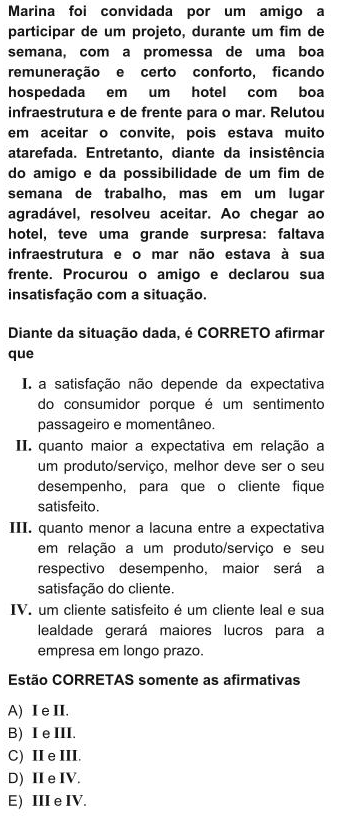 Marina foi convidada por um amigo a
participar de um projeto, durante um fim de
semana, com a promessa de uma boa
remuneração e certo conforto, ficando
hospedada em um hotel com boa
infraestrutura e de frente para o mar. Relutou
em aceitar o convite, pois estava muito
atarefada. Entretanto, diante da insistência
do amigo e da possibilidade de um fim de
semana de trabalho, mas em um lugar
agradável, resolveu aceitar. Ao chegar ao
hotel, teve uma grande surpresa: faltava
infraestrutura e o mar não estava à sua
frente. Procurou o amigo e declarou sua
insatisfação com a situação.
Diante da situação dada, é CORRETO afirmar
que
I. a satisfação não depende da expectativa
do consumidor porque é um sentimento
passageiro e momentâneo.
II. quanto maior a expectativa em relação a
um produto/serviço, melhor deve ser o seu
desempenho, para que o cliente fique
satisfeito.
III. quanto menor a lacuna entre a expectativa
em relação a um produto/serviço e seu
respectivo desempenho, maior será a
satisfação do cliente.
IV. um cliente satisfeito é um cliente leal e sua
lealdade gerará maiores lucros para a
empresa em longo prazo.
Estão CORRETAS somente as afirmativas
A) I e II.
B) I e III.
C) II e III.
D) II e IV.
E) III e IV.